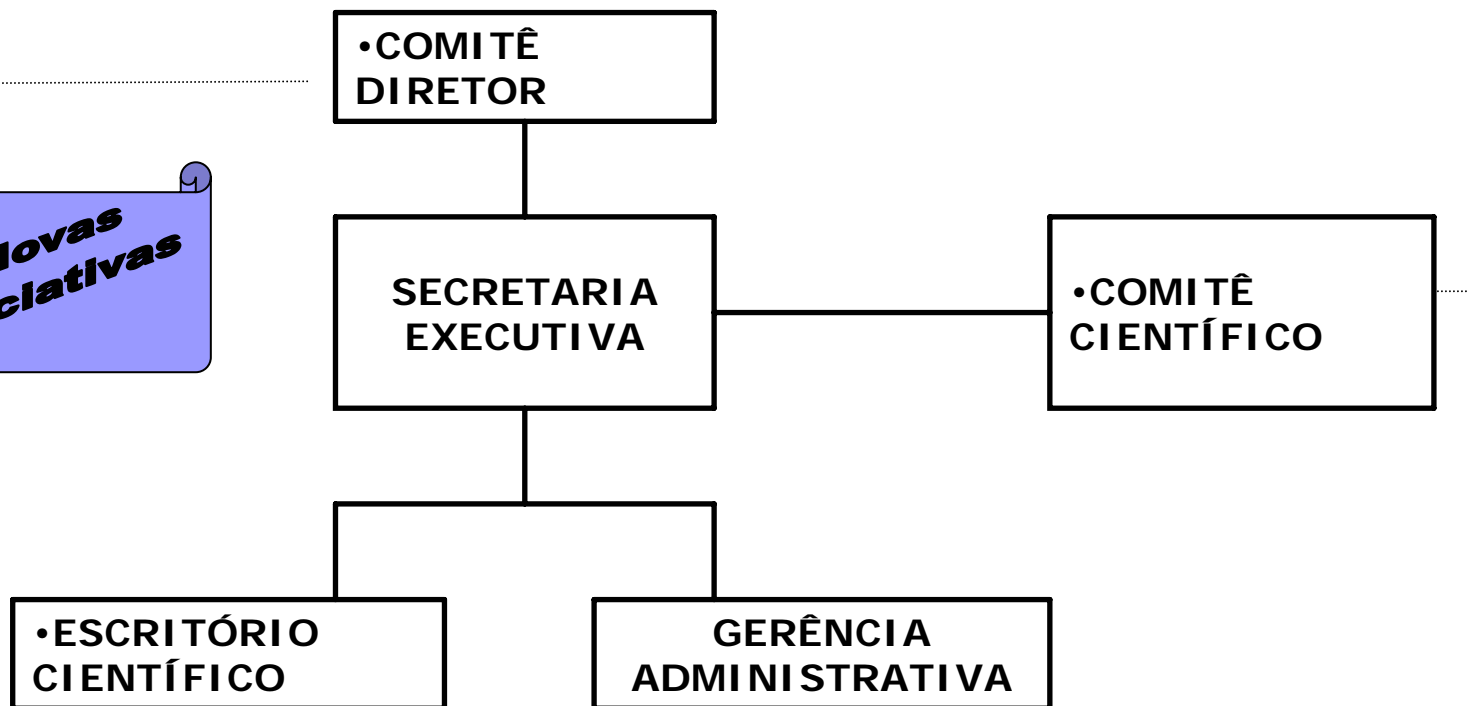 •COMITÊ
DIRETOR
SECRETARIA
EXECUTIVA
•COMITÊ
CIENTÍFICO
•ESCRITÓRIO
CIENTÍFICO
GERÊNCIA
ADMINISTRATIVA